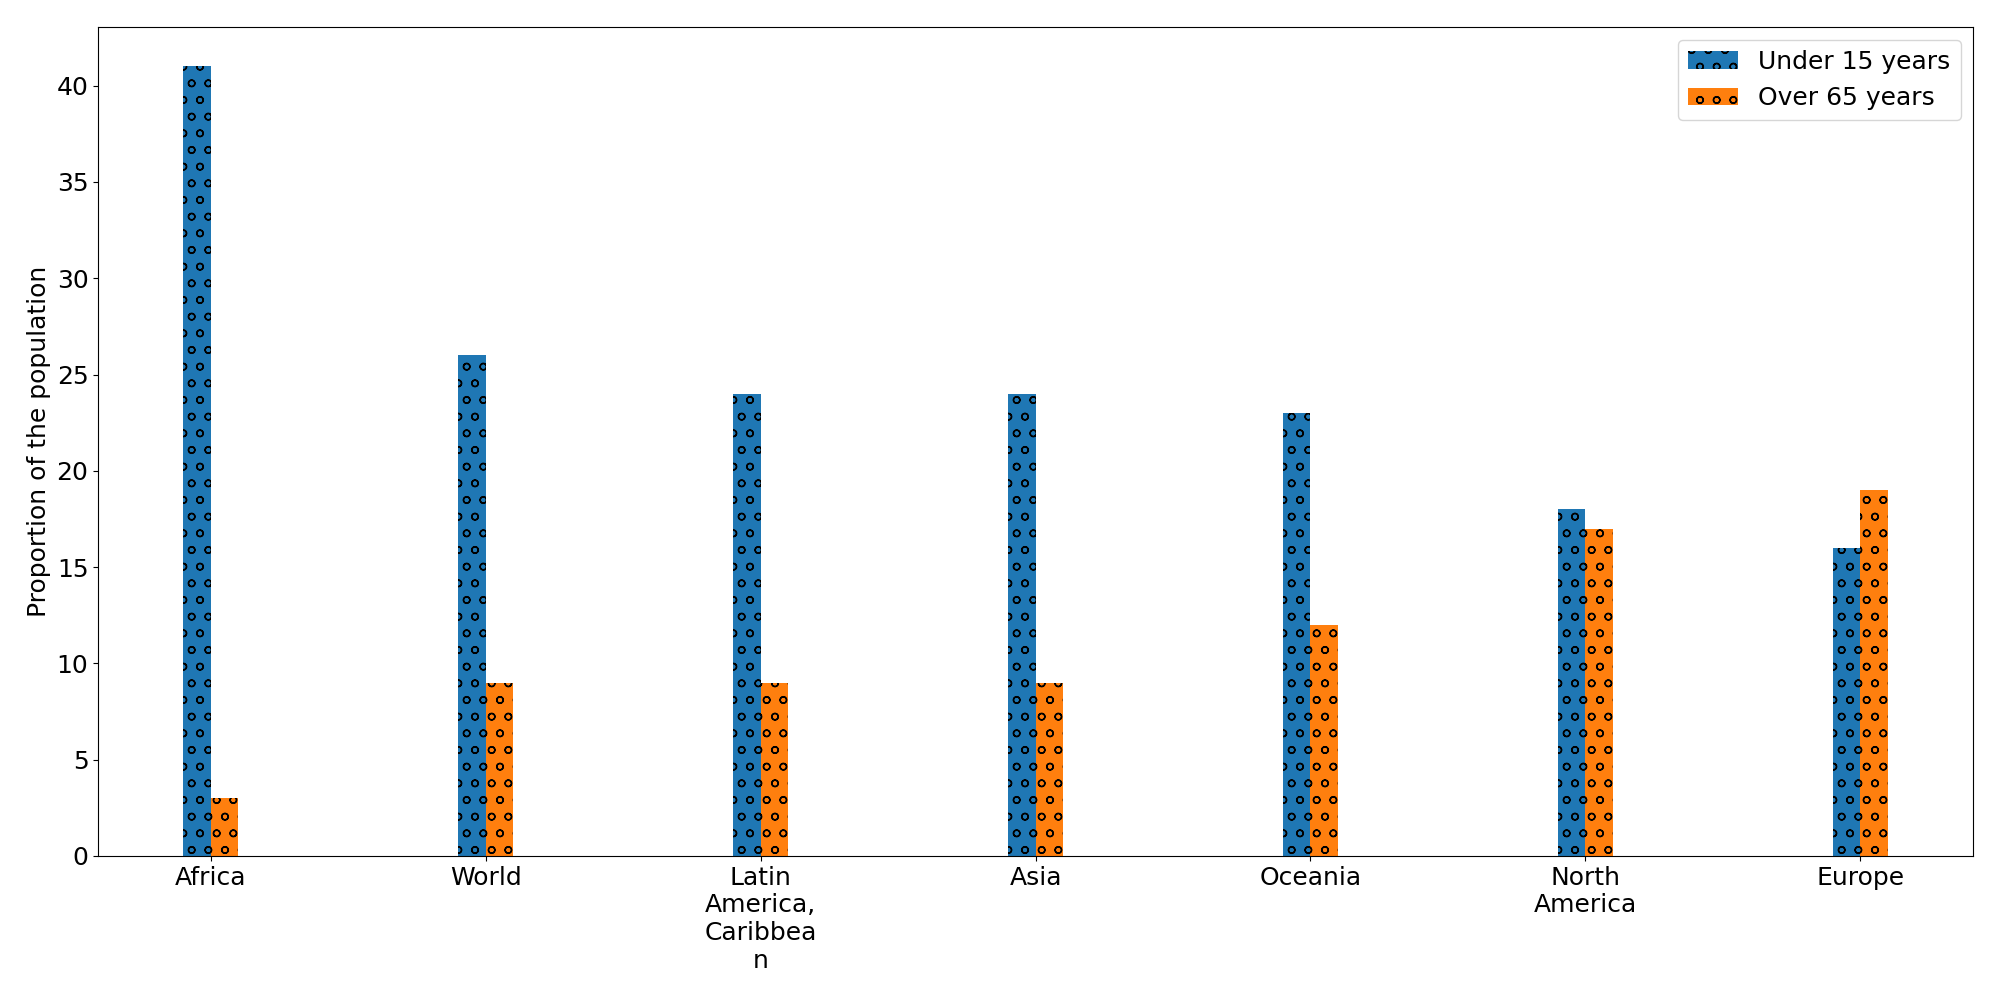 Under 15 years
Over 65 years
Proportion of the population
40
35
30
25
20
15
10
5
0
Africa
World
Latin
America,
Caribbea
n
Asia
Oceania
North
America
Europe